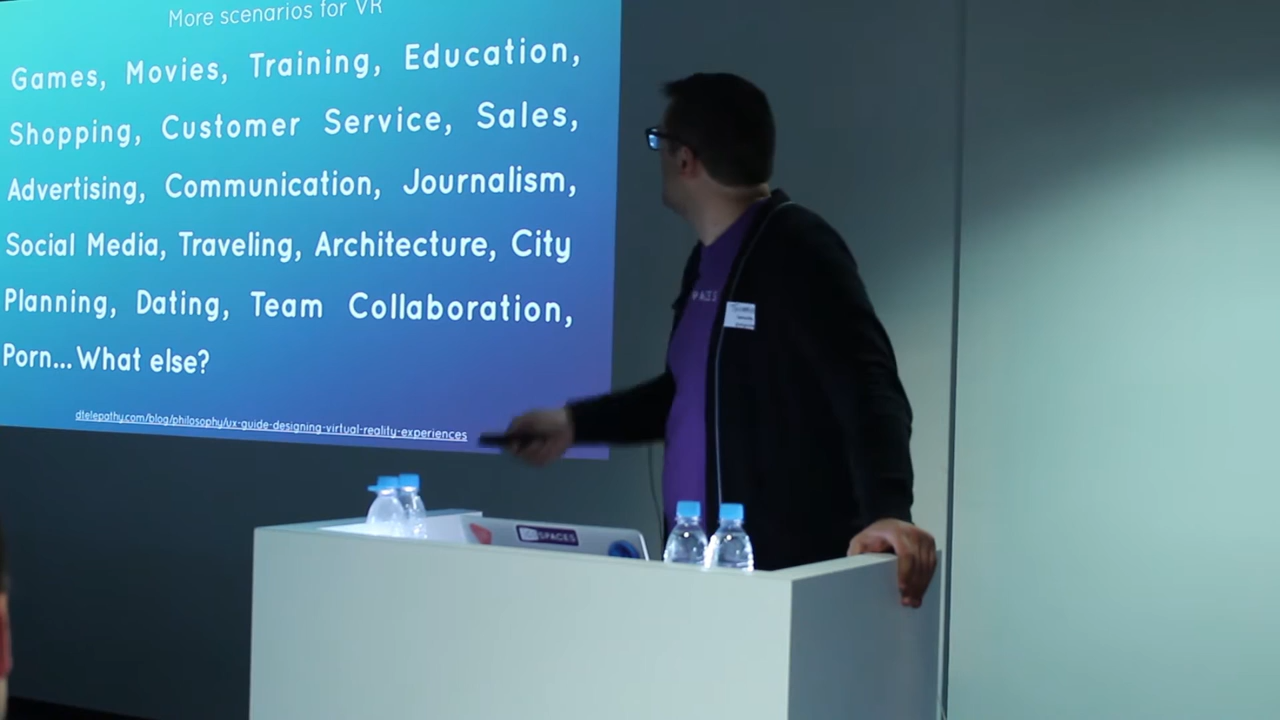 More scenarios for VR
Games, Movies, Training, Education,
Shopping, Customer Service, Sales,
Advertising, Communication, Journalism,
Social Media, Traveling, Architecture, City
Planning, Dating, Team Collaboration,
Porn... What else?
dtelepathy.com/blog/philosophy/ux-guide-designing-virtual-reality-experiences
SPACES